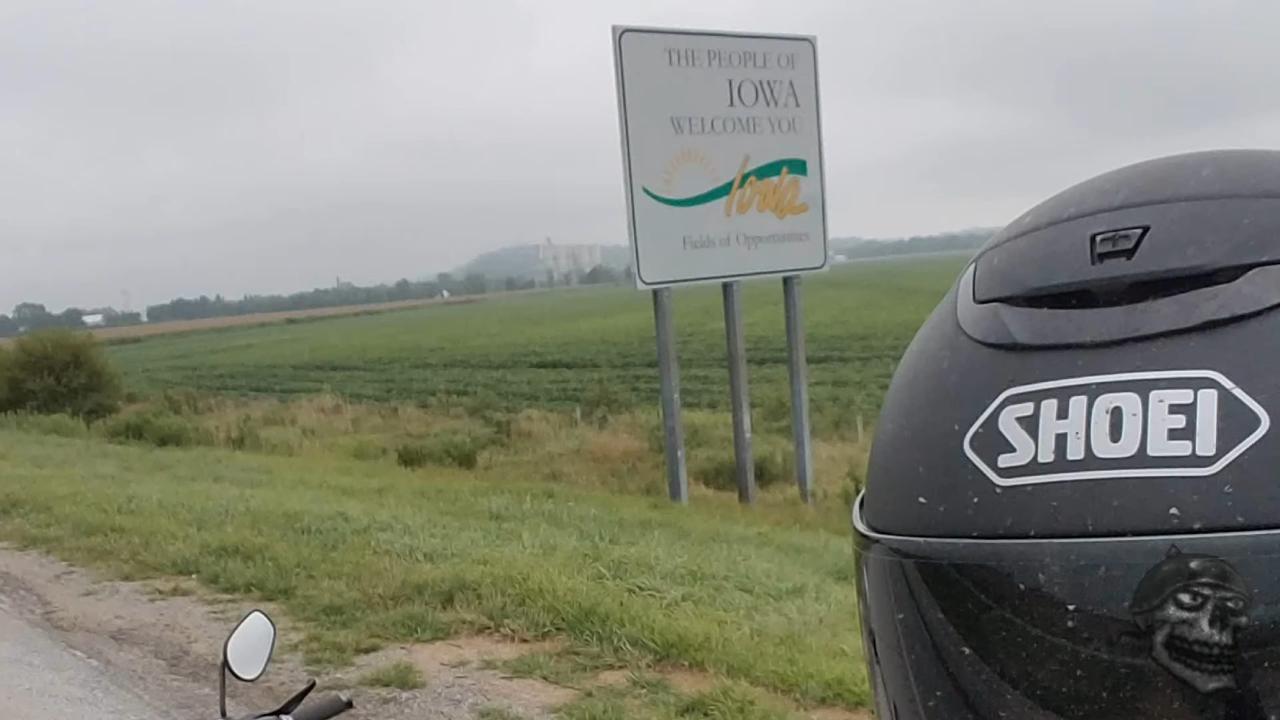 THE PEOPLE OF
IOWA
WELCOME YOU
Iowa
Fields of Opportunities
SHOEI